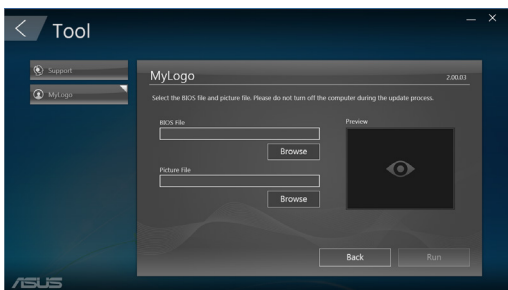 Tool
Support
MyLogo
MyLogo
2.00.03
Select the BIOS file and picture file. Please do not turn off the computer during the update process.
BIOS File
Browse
Picture File
Browse
Preview
Back
Run
ASUS